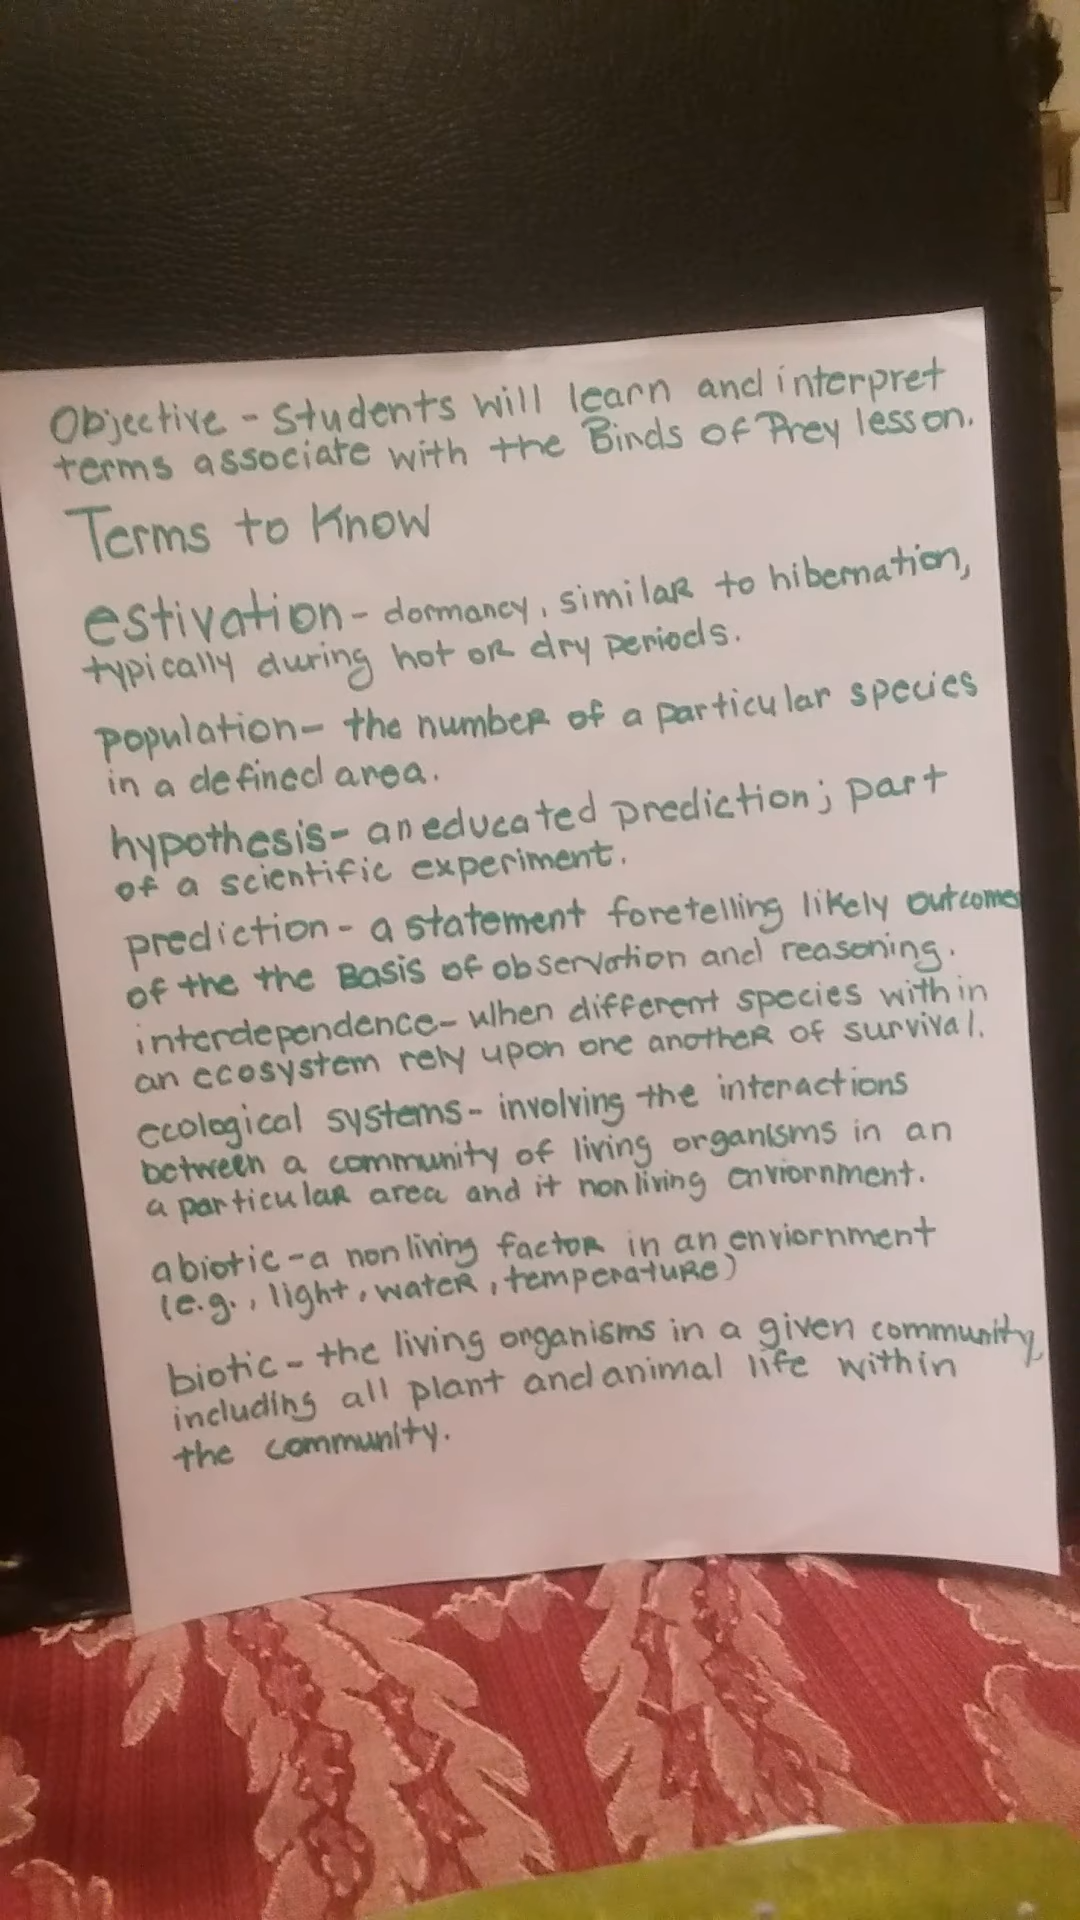 Objective - Students will learn and interpret
terms associate with the Binds of Prey lesson.
Terms to Know
estivation - dormancy, similar to hibernation,
typically during hot or dry periods.
population - the number of a particular species
in a defined area.
hypothesis - an educated prediction; part
of a scientific experiment.
prediction - a statement foretelling likely outcomes
of the the Basis of observation and reasoning.
interdependence - when different species within
an ecosystem rely upon one another of survival.
ecological systems - involving the interactions
between a community of living organisms in an
a particular area and it nonliving enviornment.
abiotic - a nonliving factor in an enviornment
(e.g., light, water, temperature)
biotic - the living organisms in a given community,
including all plant and animal life within
the community.